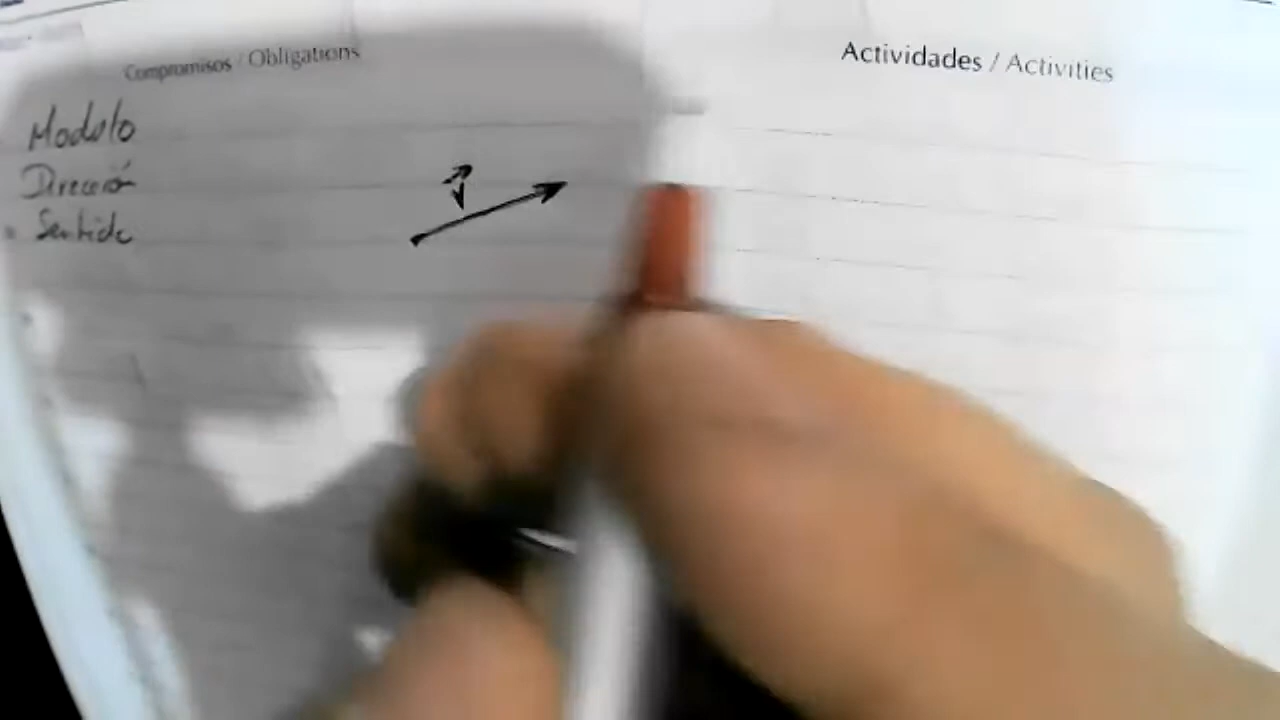 Compromisos / Obligations
Actividades / Activities
Modulo
Dirección
Sentido